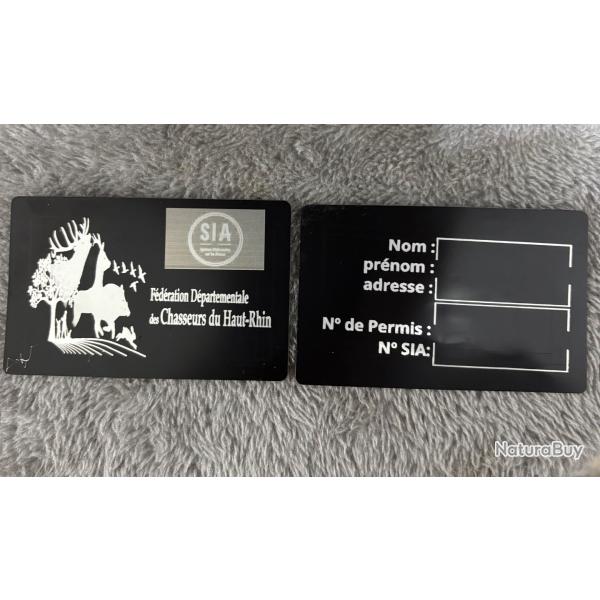 SIA
Fédération Départementale
des Chasseurs du Haut-Rhin
Nom :
prénom :
adresse :
N° de Permis :
N° SIA:
NaturaBuy